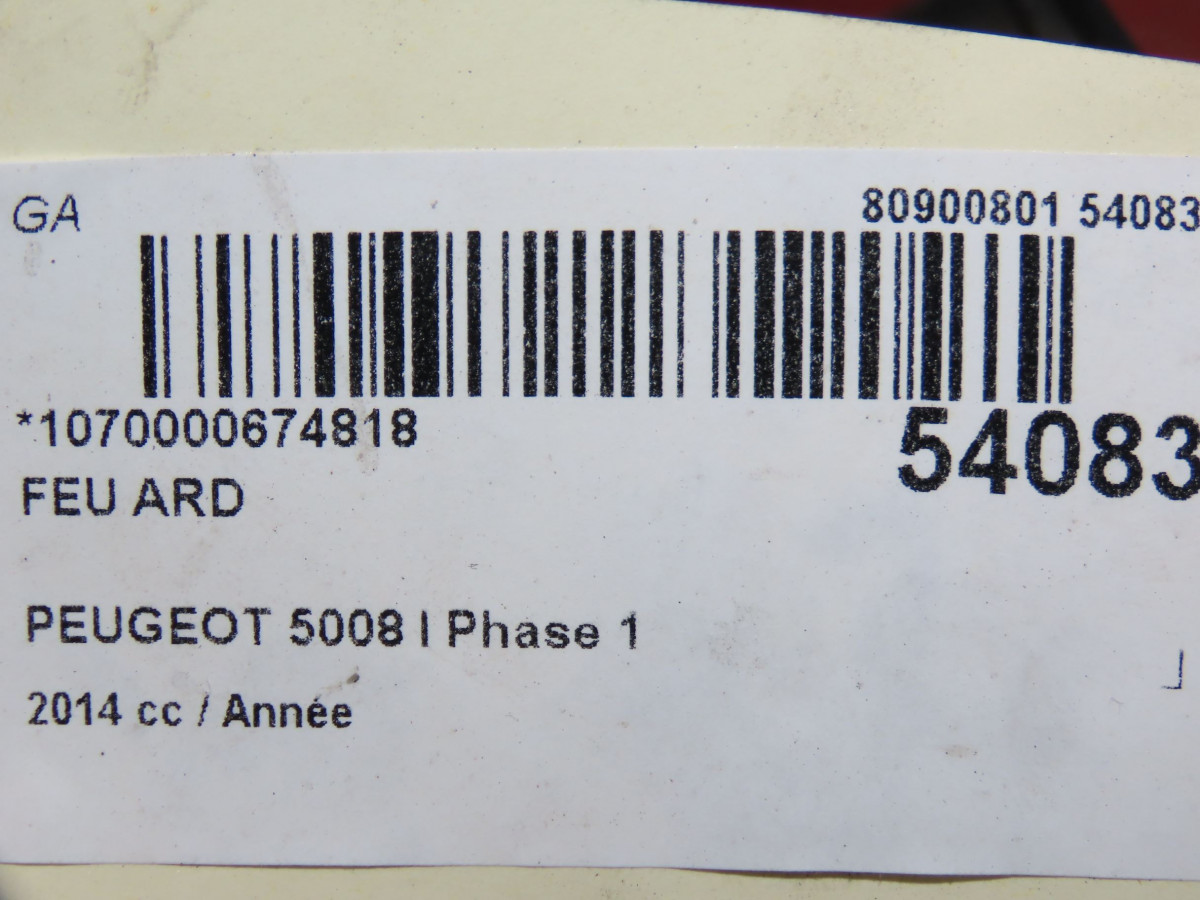 GA
80900801 54083
*1070000674818
54083
FEU ARD
PEUGEOT 5008 I Phase 1
2014 cc / Année